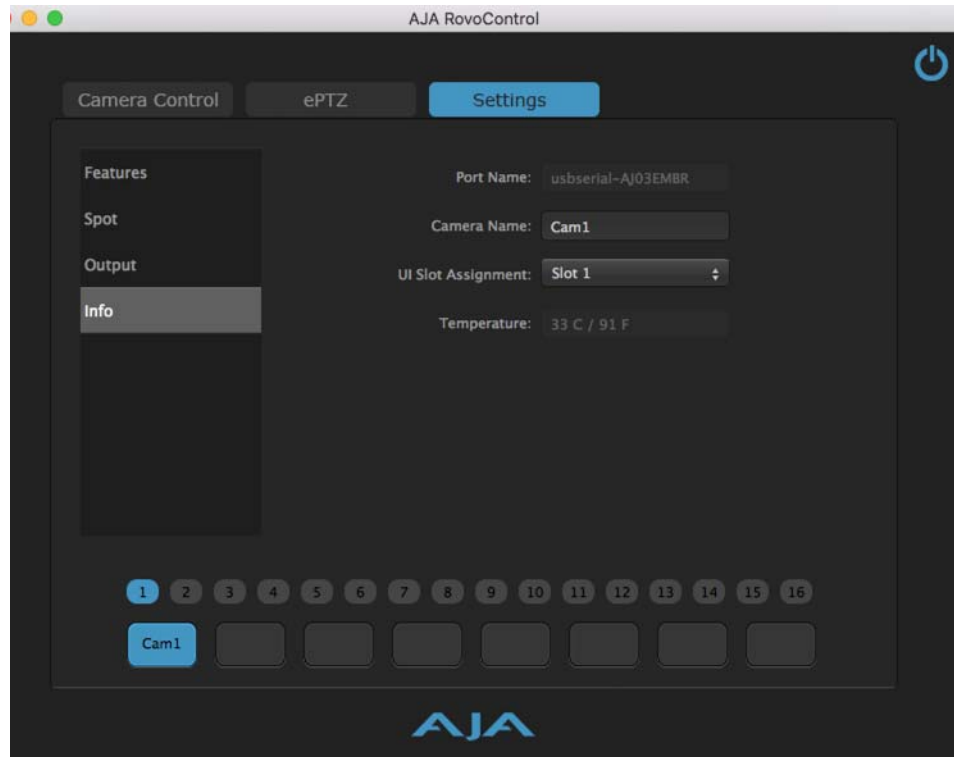 AJA RovoControl
Camera Control ePTZ Settings
Features
Port Name: usbserial-AJ03EMBR
Spot
Camera Name: Cam1
Output
UI Slot Assignment: Slot 1
Info
Temperature: 33 C / 91 F
1 2 3 4 5 6 7 8 9 10 11 12 13 14 15 16
Cam1
AJA